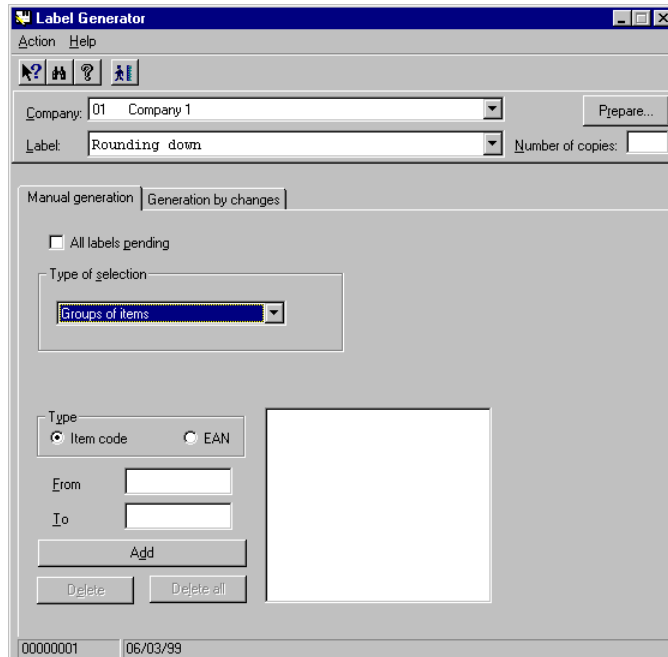 Label Generator
Action Help
Company: 01 Company 1 Prepare...
Label: Rounding down Number of copies:
Manual generation Generation by changes
All labels pending
Type of selection
Groups of items
Type
Item code EAN
From
To
Add
Delete Delete all
00000001 06/03/99